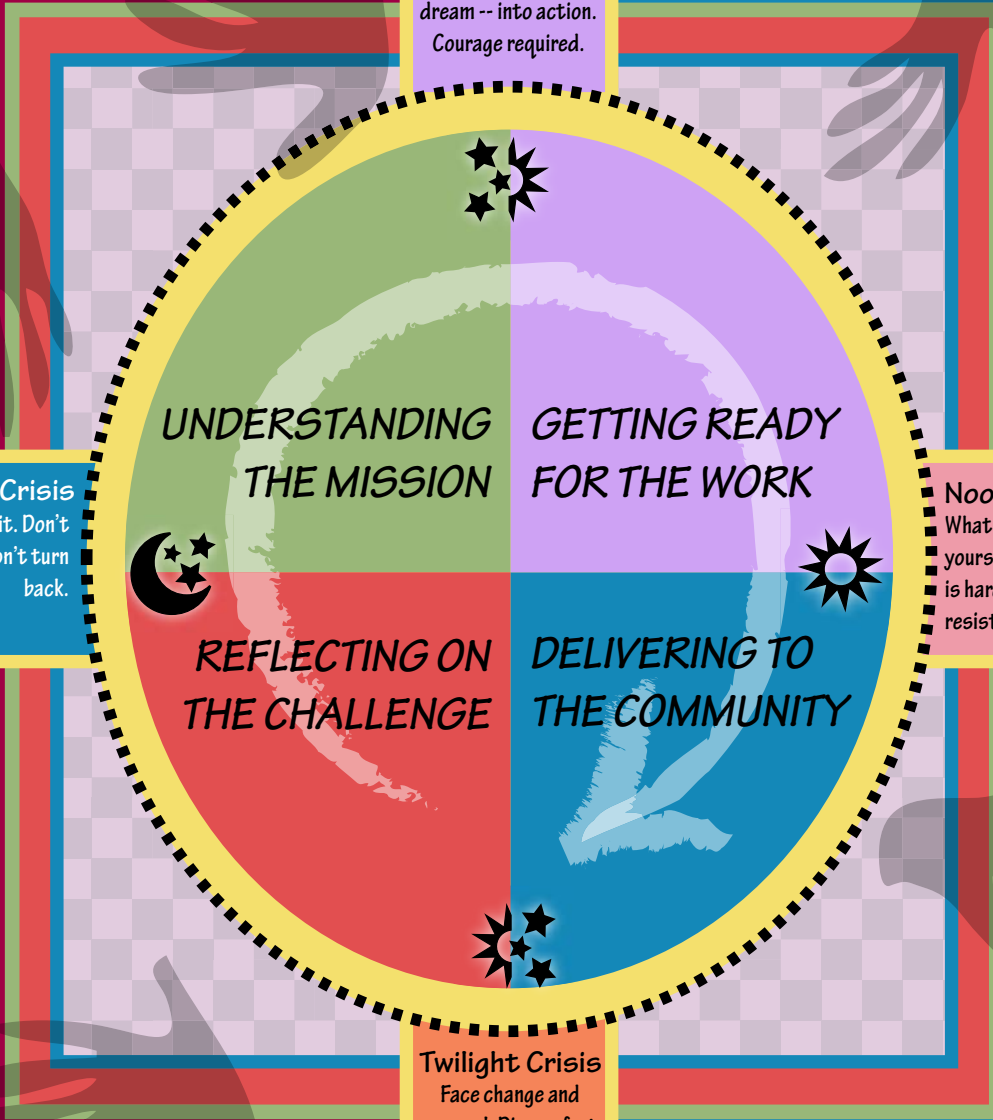 dream -- into action.
Courage required.
UNDERSTANDING
THE MISSION
GETTING READY
FOR THE WORK
Crisis
it. Don't
turn
back.
Noo
What
yours
is har
resist
REFLECTING ON
THE CHALLENGE
DELIVERING TO
THE COMMUNITY
Twilight Crisis
Face change and